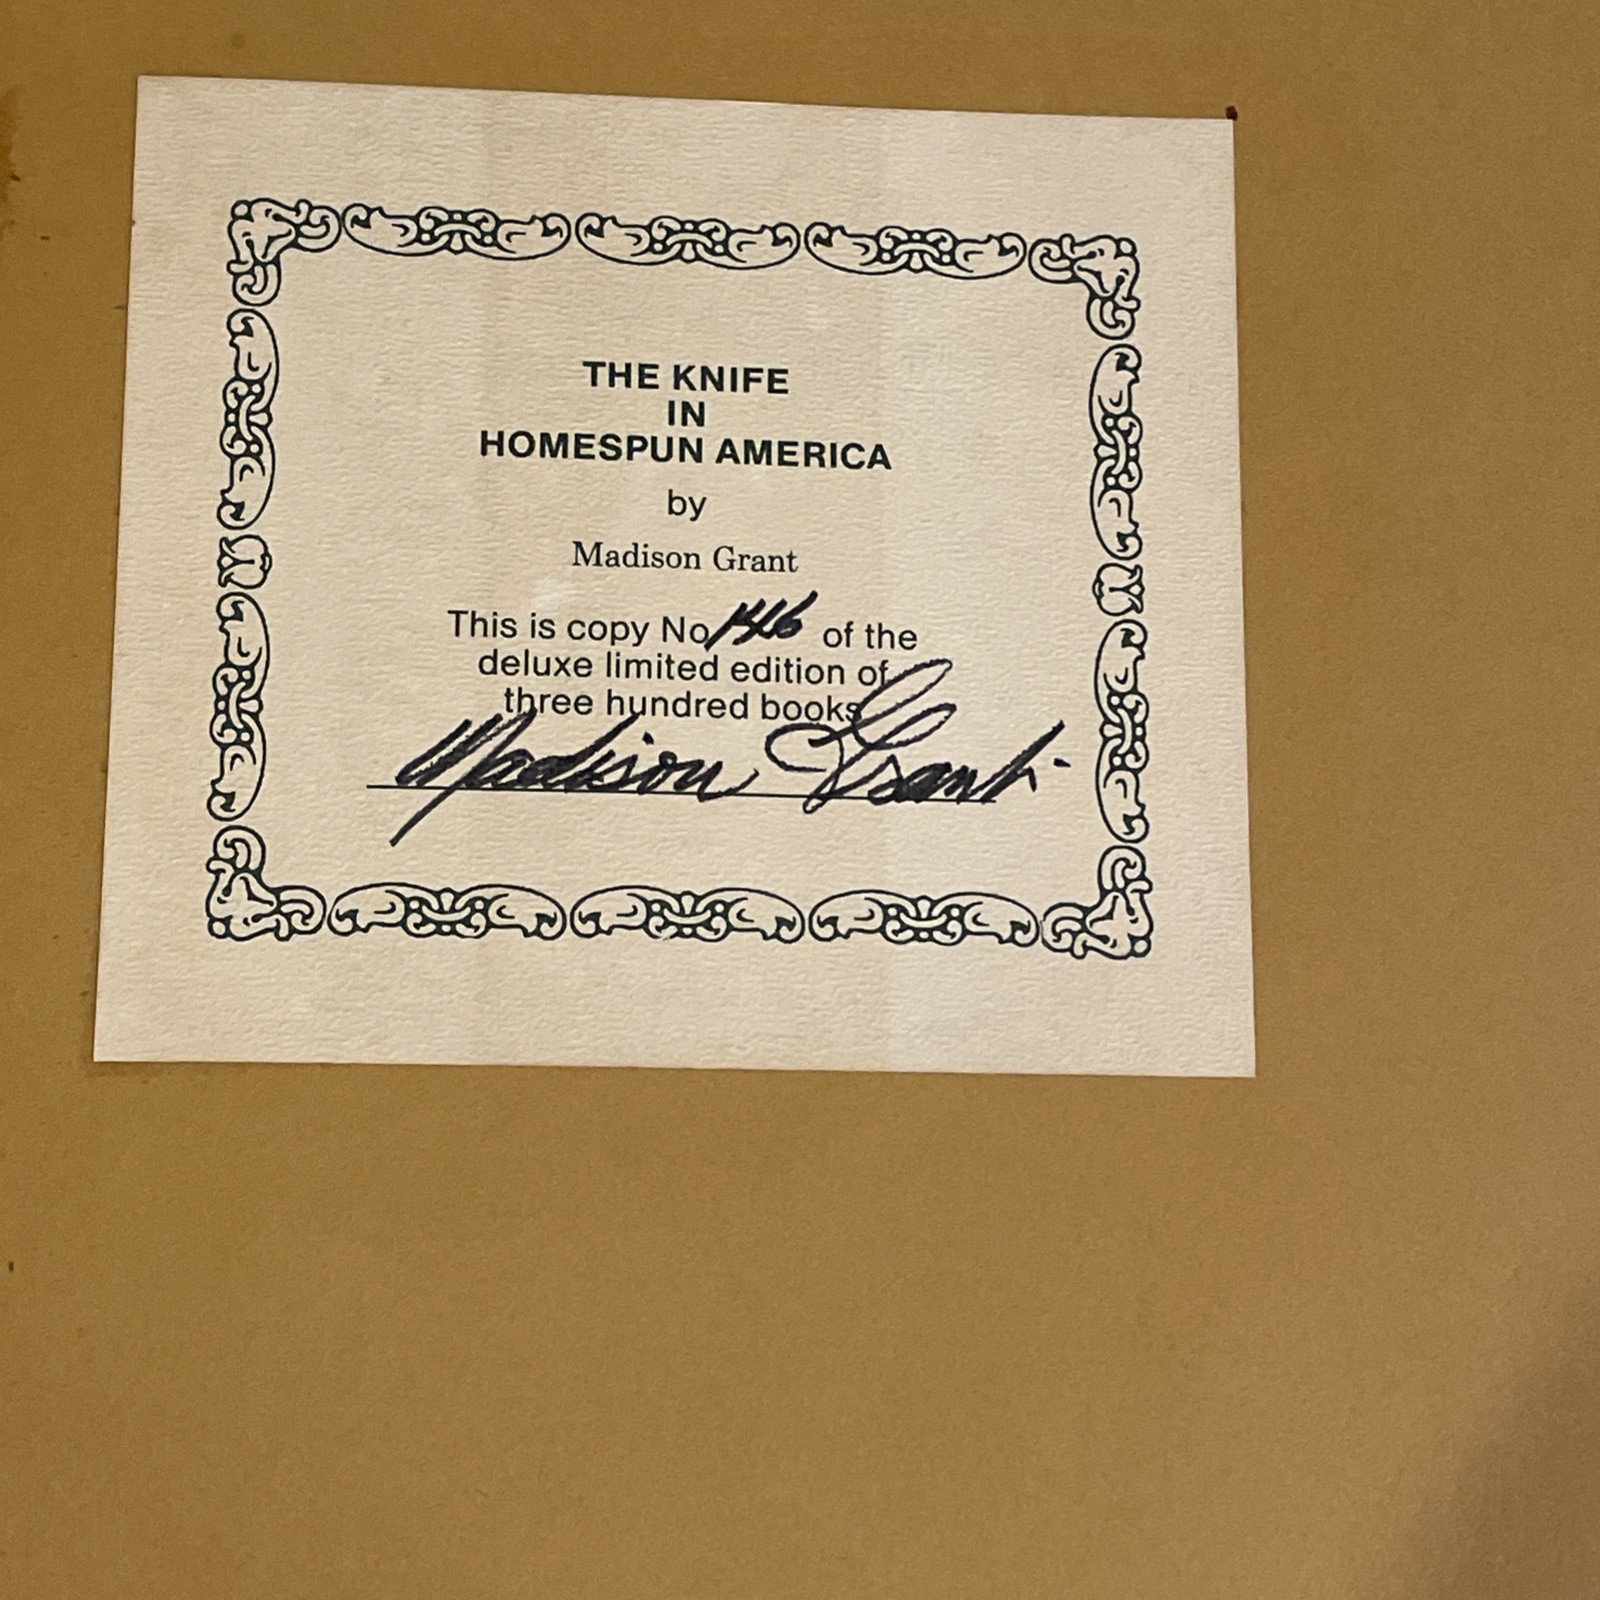 THE KNIFE
IN
HOMESPUN AMERICA
by
Madison Grant
This is copy No 146 of the
deluxe limited edition of
three hundred books
Madison Grant